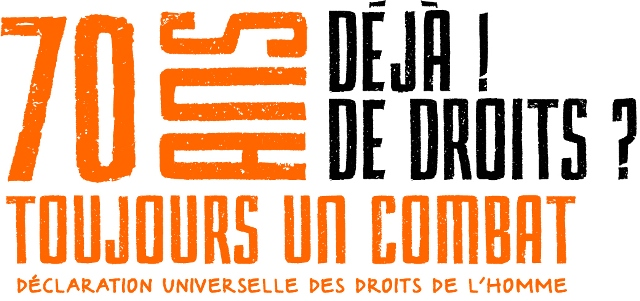 70 ANS
DÉJÀ !
DE DROITS ?
TOUJOURS UN COMBAT
DÉCLARATION UNIVERSELLE DES DROITS DE L'HOMME